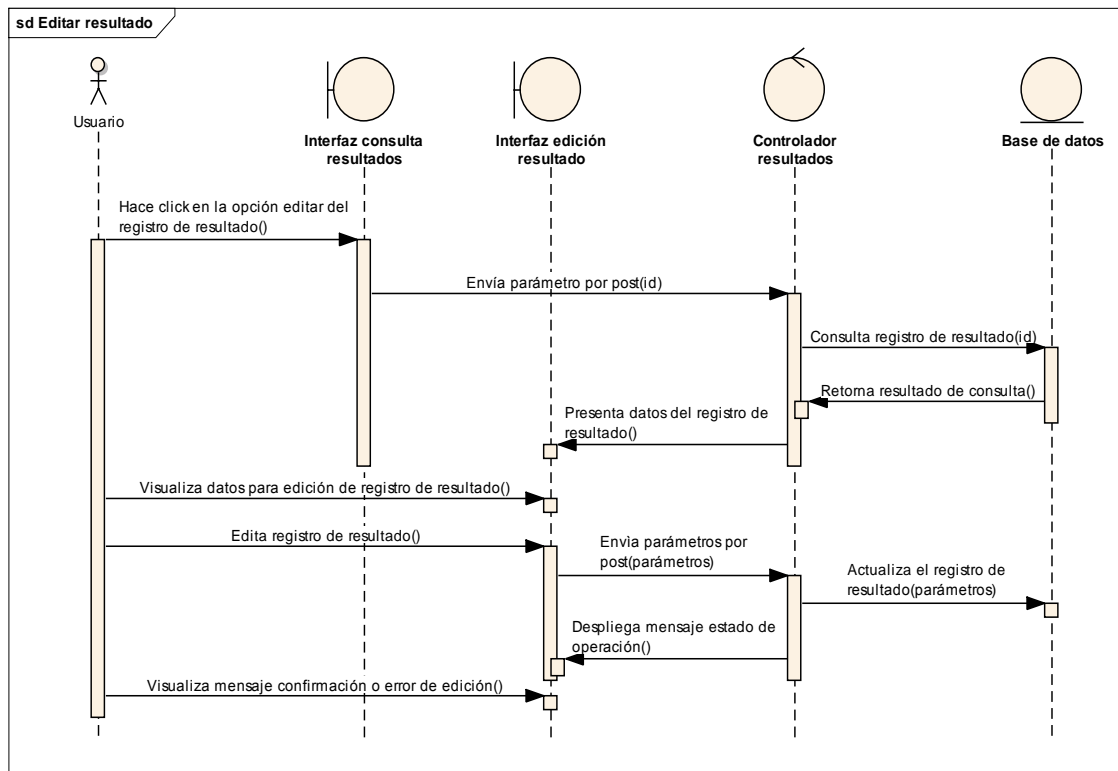 sd Editar resultado
Usuario
Interfaz consulta
resultados
Interfaz edición
resultado
Controlador
resultados
Base de datos
Hace click en la opción editar del
registro de resultado()
Envía parámetro por post(id)
Consulta registro de resultado(id)
Retorna resultado de consulta()
Presenta datos del registro de
resultado()
Visualiza datos para edición de registro de resultado()
Edita registro de resultado()
Envìa parámetros por
post(parámetros)
Actualiza el registro de
resultado(parámetros)
Despliega mensaje estado de
operación()
Visualiza mensaje confirmación o error de edición()